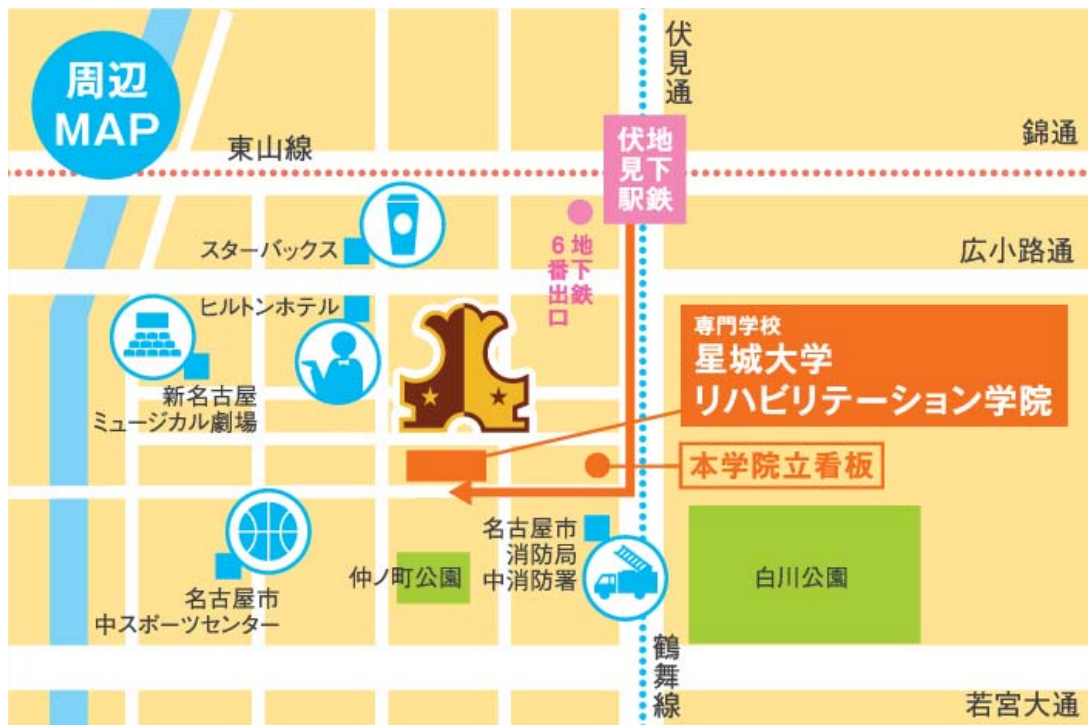 周辺
MAP
伏見通
錦通
東山線
地下鉄
伏見駅
地下鉄
6番出口
スターバックス
広小路通
ヒルトンホテル
専門学校
星城大学
リハビリテーション学院
新名古屋
ミュージカル劇場
本学院立看板
名古屋市
消防局
中消防署
仲ノ町公園
白川公園
名古屋市
中スポーツセンター
鶴舞線
若宮大通